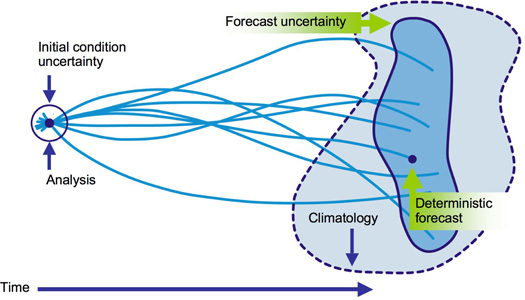 Forecast uncertainty
Initial condition
uncertainty
Analysis
Climatology
Deterministic
forecast
Time